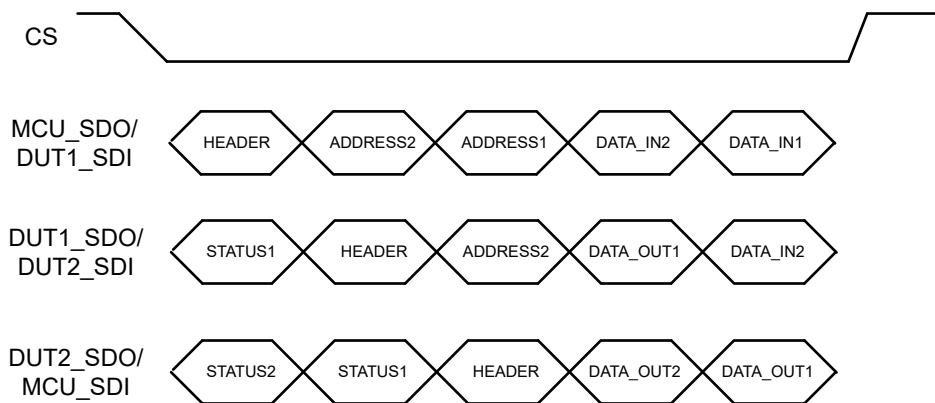 CS
MCU_SDO/
DUT1_SDI
HEADER
ADDRESS2
ADDRESS1
DATA_IN2
DATA_IN1
DUT1_SDO/
DUT2_SDI
STATUS1
HEADER
ADDRESS2
DATA_OUT1
DATA_IN2
DUT2_SDO/
MCU_SDI
STATUS2
STATUS1
HEADER
DATA_OUT2
DATA_OUT1